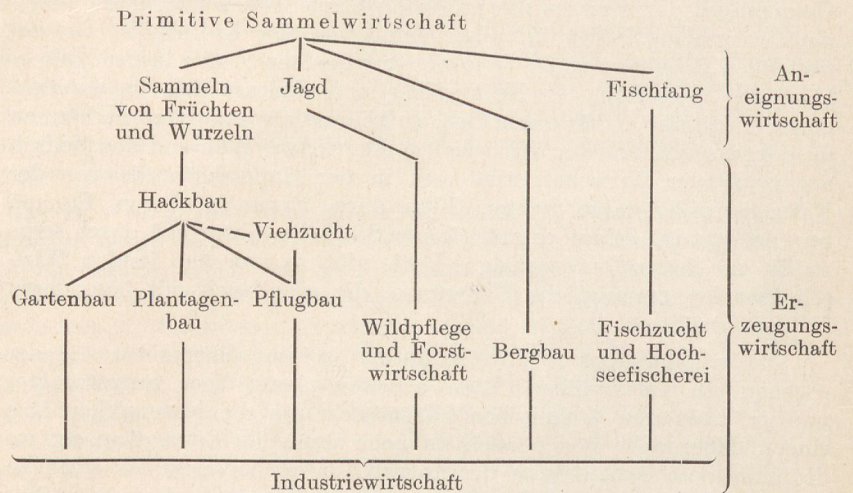 Primitive Sammelwirtschaft
Sammeln
von Früchten
und Wurzeln
Jagd
Fischfang
An-
eignungs-
wirtschaft
Hackbau
Viehzucht
Gartenbau
Plantagen-
bau
Pflugbau
Wildpflege
und Forst-
wirtschaft
Bergbau
Fischzucht
und Hoch-
seefischerei
Er-
zeugungs-
wirtschaft
Industriewirtschaft